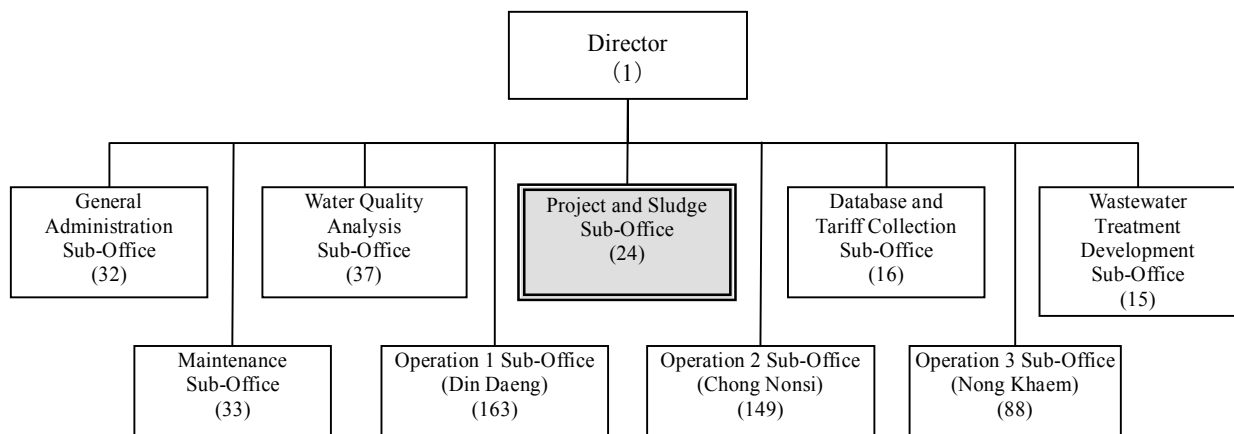 Director
(1)
General
Administration
Sub-Office
(32)
Water Quality
Analysis
Sub-Office
(37)
Project and Sludge
Sub-Office
(24)
Database and
Tariff Collection
Sub-Office
(16)
Wastewater
Treatment
Development
Sub-Office
(15)
Maintenance
Sub-Office
(33)
Operation 1 Sub-Office
(Din Daeng)
(163)
Operation 2 Sub-Office
(Chong Nonsi)
(149)
Operation 3 Sub-Office
(Nong Khaem)
(88)